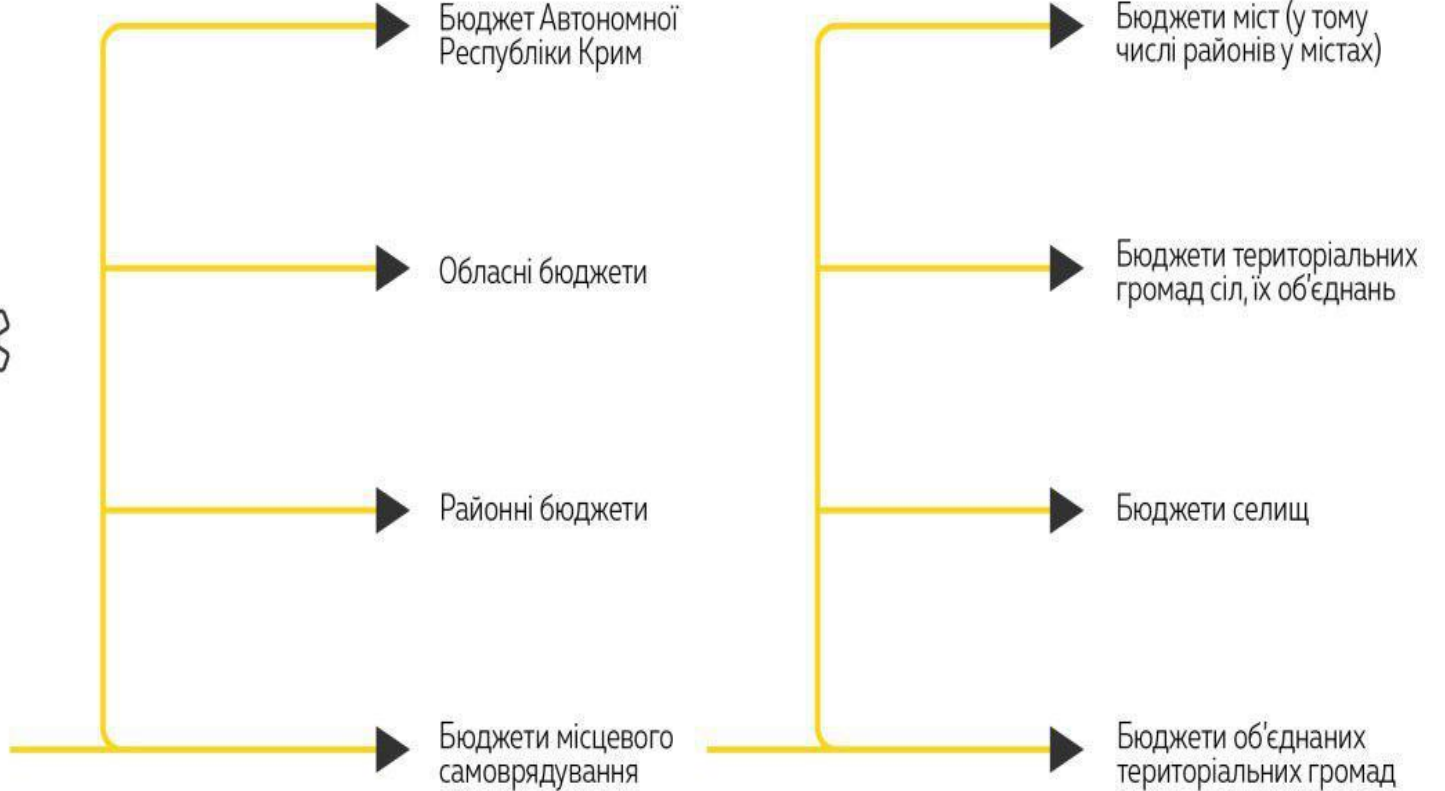 Бюджет Автономної
Республіки Крим
Обласні бюджети
Районні бюджети
Бюджети місцевого
самоврядування
Бюджети міст (у тому
числі районів у містах)
Бюджети територіальних
громад сіл, їх об'єднань
Бюджети селищ
Бюджети об'єднаних
територіальних громад